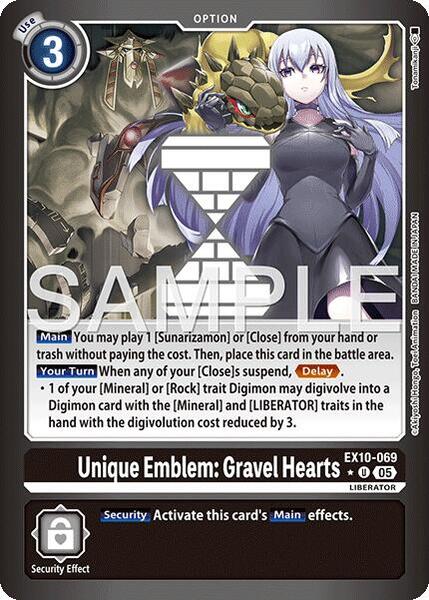 OPTION
Use
3
SAMPLE
Main You may play 1 [Sunarizamon] or [Close] from your hand or
trash without paying the cost. Then, place this card in the battle area.
Your Turn When any of your [Close]s suspend, Delay.
• 1 of your [Mineral] or [Rock] trait Digimon may digivolve into a
Digimon card with the [Mineral] and [LIBERATOR] traits in the
hand with the digivolution cost reduced by 3.
Unique Emblem: Gravel Hearts
EX10-069
U 05
LIBERATOR
Security Activate this card's Main effects.
Security Effect
©Akiyoshi Hongo, Toei Animation BANDAI MADE IN JAPAN